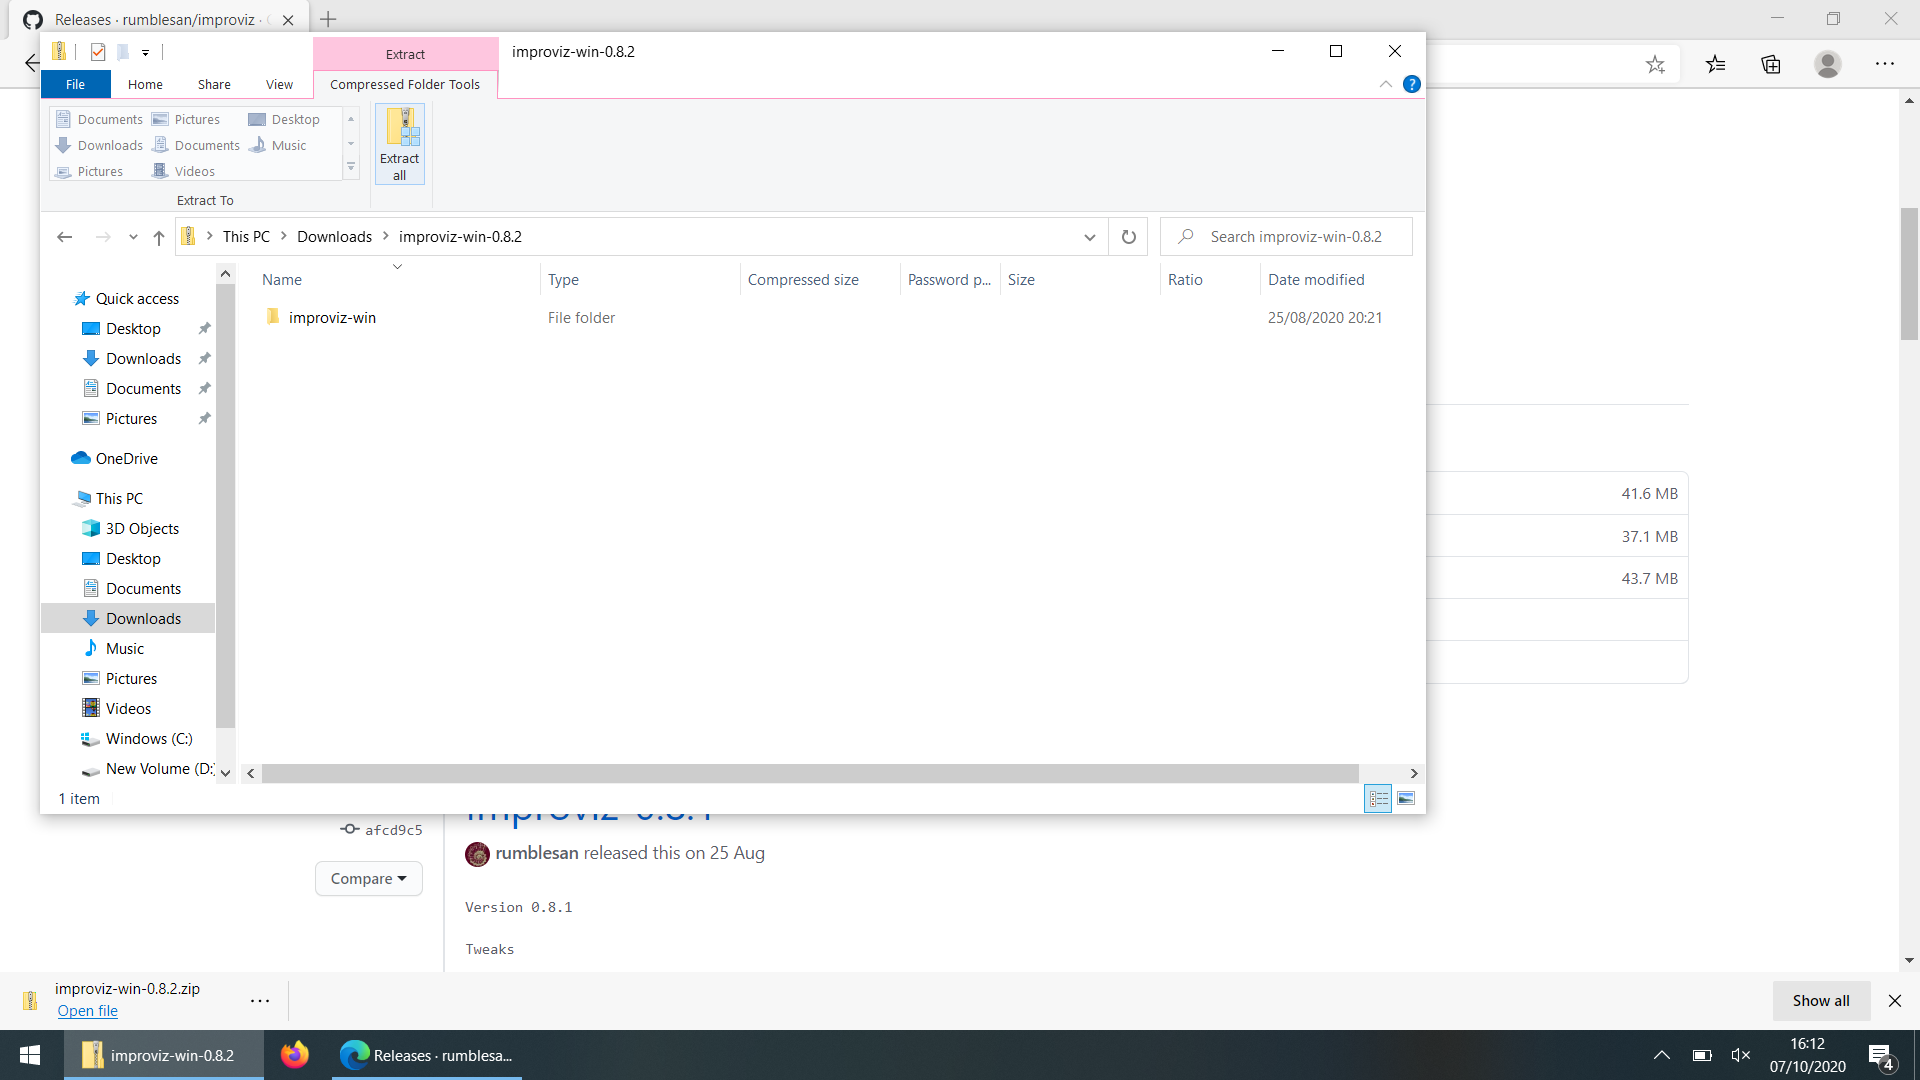 Releases · rumblesan/improviz ·
Extract
improviz-win-0.8.2
File
Home
Share
View
Compressed Folder Tools
Documents
Pictures
Desktop
Downloads
Documents
Music
Pictures
Videos
Extract To
Extract
all
This PC
Downloads
improviz-win-0.8.2
Search improviz-win-0.8.2
Name
Type
Compressed size
Password p...
Size
Ratio
Date modified
improviz-win
File folder
25/08/2020 20:21
Quick access
Desktop
Downloads
Documents
Pictures
OneDrive
This PC
3D Objects
Desktop
Documents
Downloads
Music
Pictures
Videos
Windows (C:)
New Volume (D:)
1 item
41.6 MB
37.1 MB
43.7 MB
improviz-0.8.1
afcd9c5
Compare
rumblesan released this on 25 Aug
Version 0.8.1
Tweaks
improviz-win-0.8.2.zip
Open file
...
Show all
improviz-win-0.8.2
Releases · rumblesa...
16:12
07/10/2020
4